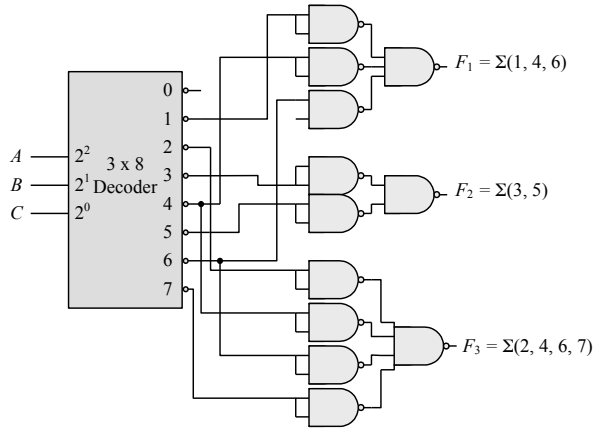 F₁ = Σ(1, 4, 6)
0
1
2
3
4
5
6
7
A
B
C
2²
2¹
2⁰
3 x 8
Decoder
F₂ = Σ(3, 5)
F₃ = Σ(2, 4, 6, 7)